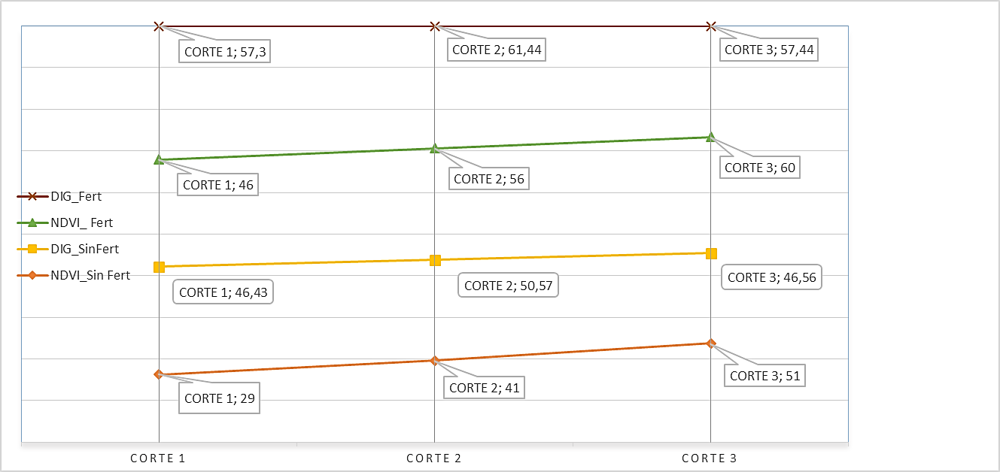 CORTE 1; 57,3
CORTE 2; 61,44
CORTE 3; 57,44
CORTE 1; 46
CORTE 2; 56
CORTE 3; 60
DIG_Fert
NDVI_ Fert
DIG_SinFert
NDVI_Sin Fert
CORTE 1; 46,43
CORTE 2; 50,57
CORTE 3; 46,56
CORTE 1; 29
CORTE 2; 41
CORTE 3; 51
CORTE 1
CORTE 2
CORTE 3